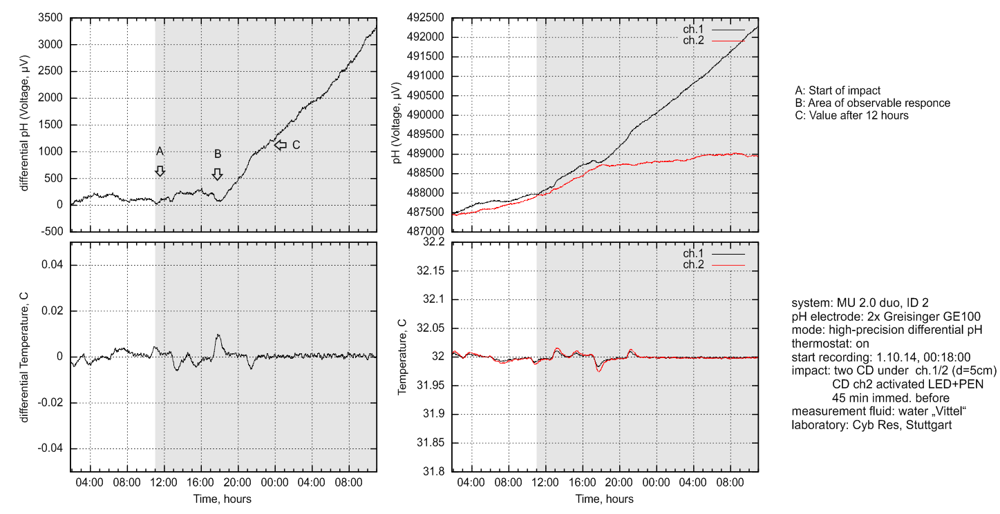 3500
3000
2500
2000
1500
1000
500
0
-500
differential pH (Voltage, µV)
A
B
C
492500
492000
491500
491000
490500
490000
489500
489000
488500
488000
487500
487000
pH (Voltage, µV)
ch.1
ch.2
A: Start of impact
B: Area of observable responce
C: Value after 12 hours
0.04
0.02
0
-0.02
-0.04
differential Temperature, C
04:00 08:00 12:00 16:00 20:00 00:00 04:00 08:00
Time, hours
32.2
32.15
32.1
32.05
32
31.95
31.9
31.85
31.8
Temperature, C
ch.1
ch.2
04:00 08:00 12:00 16:00 20:00 00:00 04:00 08:00
Time, hours
system: MU 2.0 duo, ID 2
pH electrode: 2x Greisinger GE100
mode: high-precision differential pH
thermostat: on
start recording: 1.10.14, 00:18:00
impact: two CD under ch.1/2 (d=5cm)
CD ch2 activated LED+PEN
45 min immed. before
measurement fluid: water „Vittel“
laboratory: Cyb Res, Stuttgart